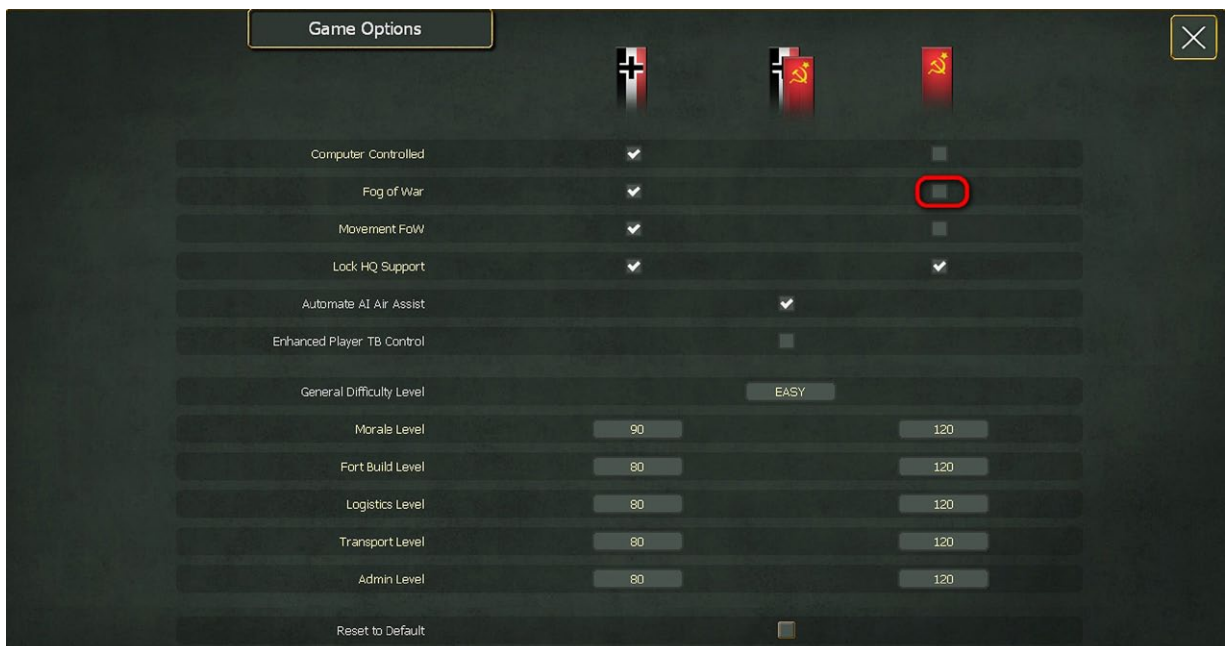 Game Options
Computer Controlled
Fog of War
Movement FoW
Lock HQ Support
Automate AI Air Assist
Enhanced Player TB Control
General Difficulty Level EASY
Morale Level 90 120
Fort Build Level 80 120
Logistics Level 80 120
Transport Level 80 120
Admin Level 80 120
Reset to Default